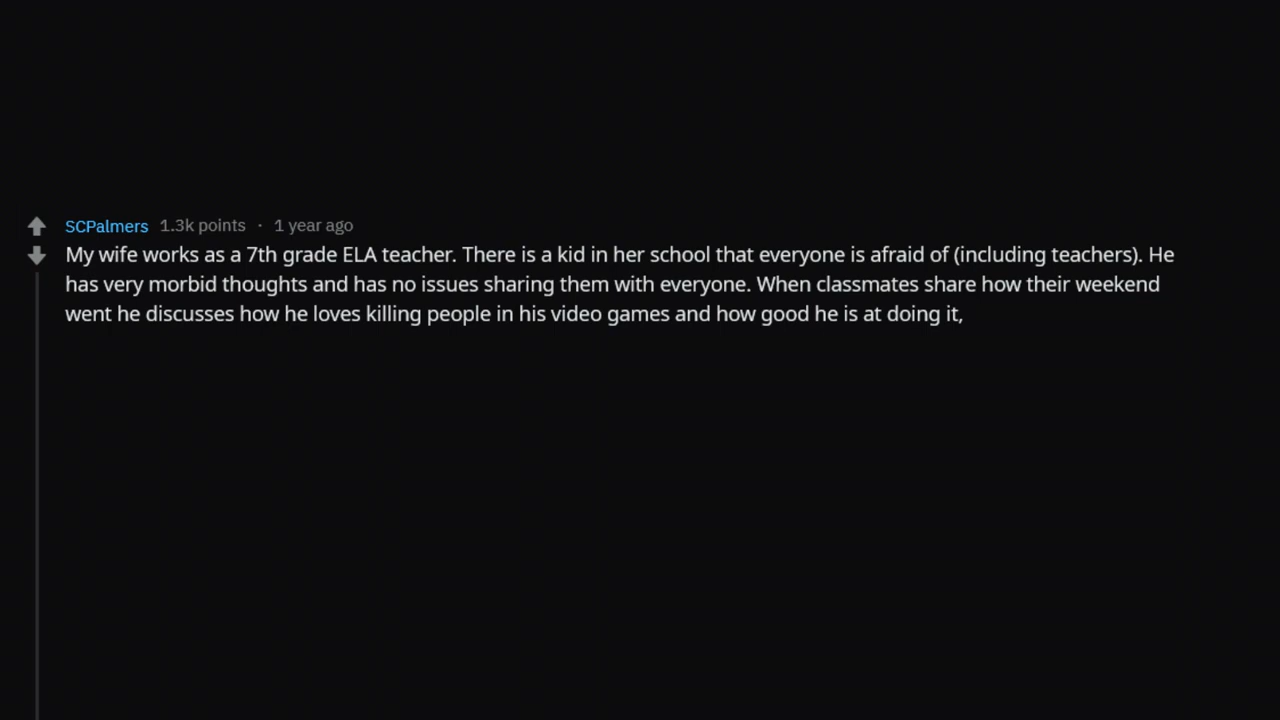 SCPalmers 1.3k points · 1 year ago
My wife works as a 7th grade ELA teacher. There is a kid in her school that everyone is afraid of (including teachers). He
has very morbid thoughts and has no issues sharing them with everyone. When classmates share how their weekend
went he discusses how he loves killing people in his video games and how good he is at doing it,